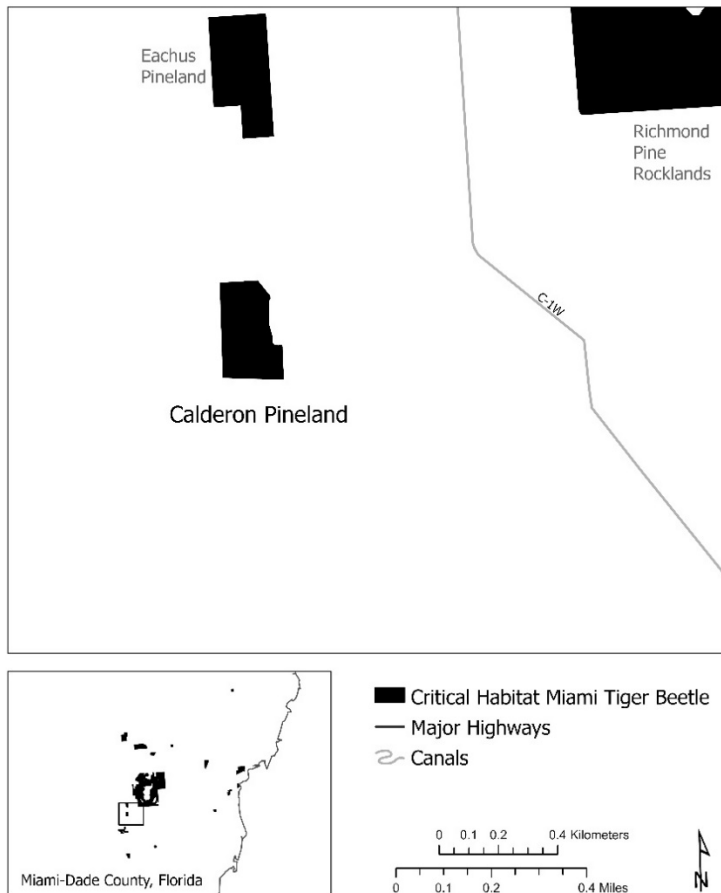 Eachus
Pineland
Richmond
Pine
Rocklands
C-1W
Calderon Pineland
Critical Habitat Miami Tiger Beetle
Major Highways
Canals
0 0.1 0.2 0.4 Kilometers
0 0.1 0.2 0.4 Miles
N
Miami-Dade County, Florida